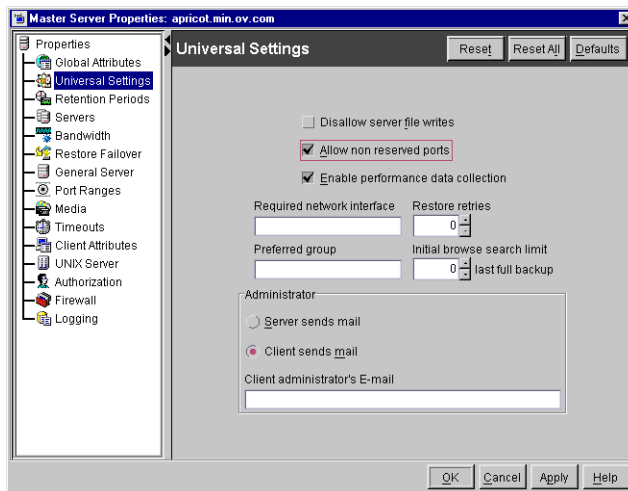 Master Server Properties: apricot.min.ov.com
Properties
Global Attributes
Universal Settings
Retention Periods
Servers
Bandwidth
Restore Failover
General Server
Port Ranges
Media
Timeouts
Client Attributes
UNIX Server
Authorization
Firewall
Logging
Universal Settings
Reset
Reset All
Defaults
Disallow server file writes
Allow non reserved ports
Enable performance data collection
Required network interface
Restore retries
0
Preferred group
Initial browse search limit
0 last full backup
Administrator
Server sends mail
Client sends mail
Client administrator's E-mail
OK
Cancel
Apply
Help